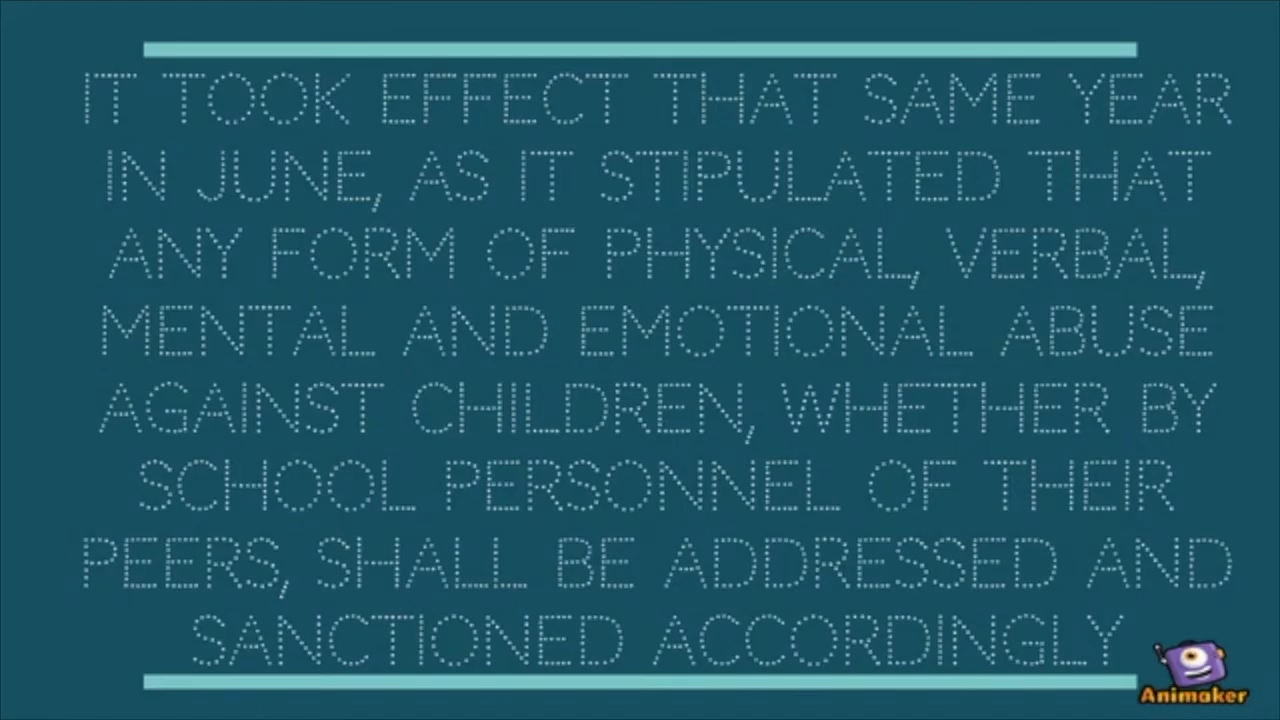 IT TOOK EFFECT THAT SAME YEAR
IN JUNE, AS IT STIPULATED THAT
ANY FORM OF PHYSICAL, VERBAL,
MENTAL AND EMOTIONAL ABUSE
AGAINST CHILDREN, WHETHER BY
SCHOOL PERSONNEL OF THEIR
PEERS, SHALL BE ADDRESSED AND
SANCTIONED ACCORDINGLY
Animaker